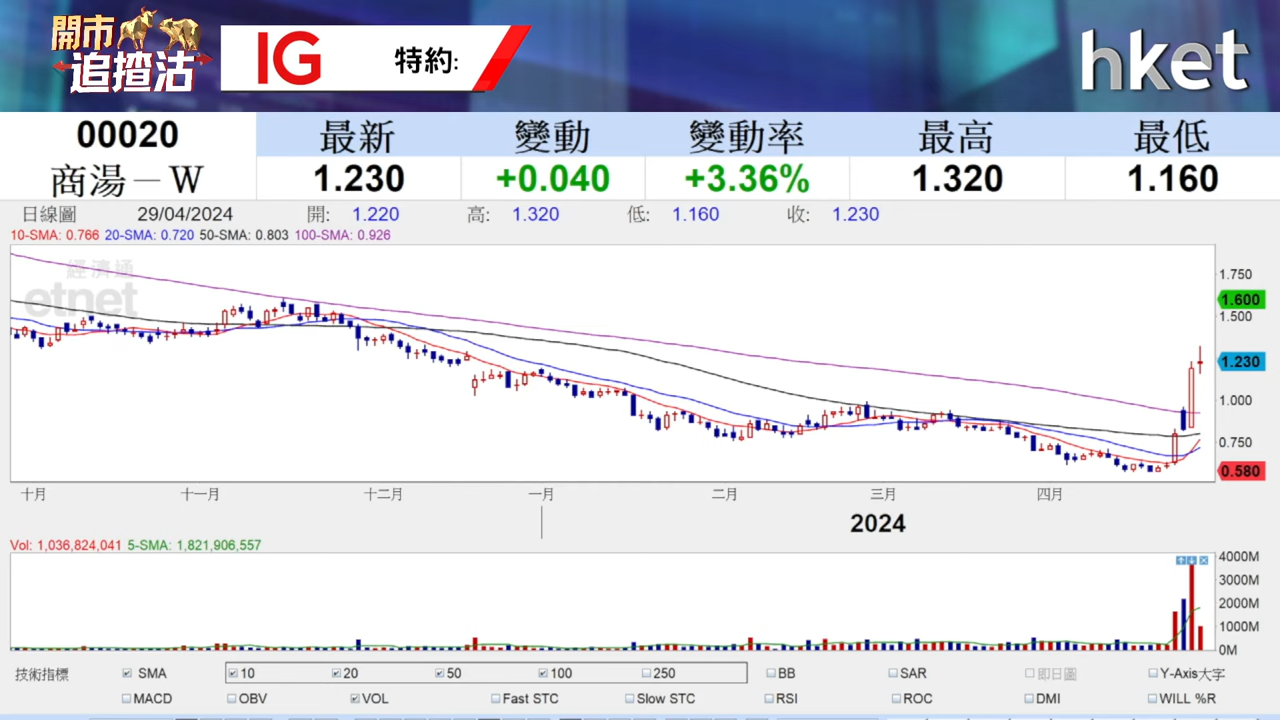 開市
追揸沽
IG 特約:
hket
00020 最新 變動 變動率 最高 最低
商湯－W 1.230 +0.040 +3.36% 1.320 1.160
日線圖 29/04/2024 開: 1.220 高: 1.320 低: 1.160 收: 1.230
10-SMA: 0.766 20-SMA: 0.720 50-SMA: 0.803 100-SMA: 0.926
經濟通
etnet
1.750
1.600
1.500
1.230
1.000
0.750
0.580
十月 十一月 十二月 一月 二月 三月 四月
2024
Vol: 1,036,824,041 5-SMA: 1,821,906,557
4000M
3000M
2000M
1000M
0M
技術指標 SMA 10 20 50 100 250 BB SAR 即日圖 Y-Axis大字
MACD OBV VOL Fast STC Slow STC RSI ROC DMI WILL %R